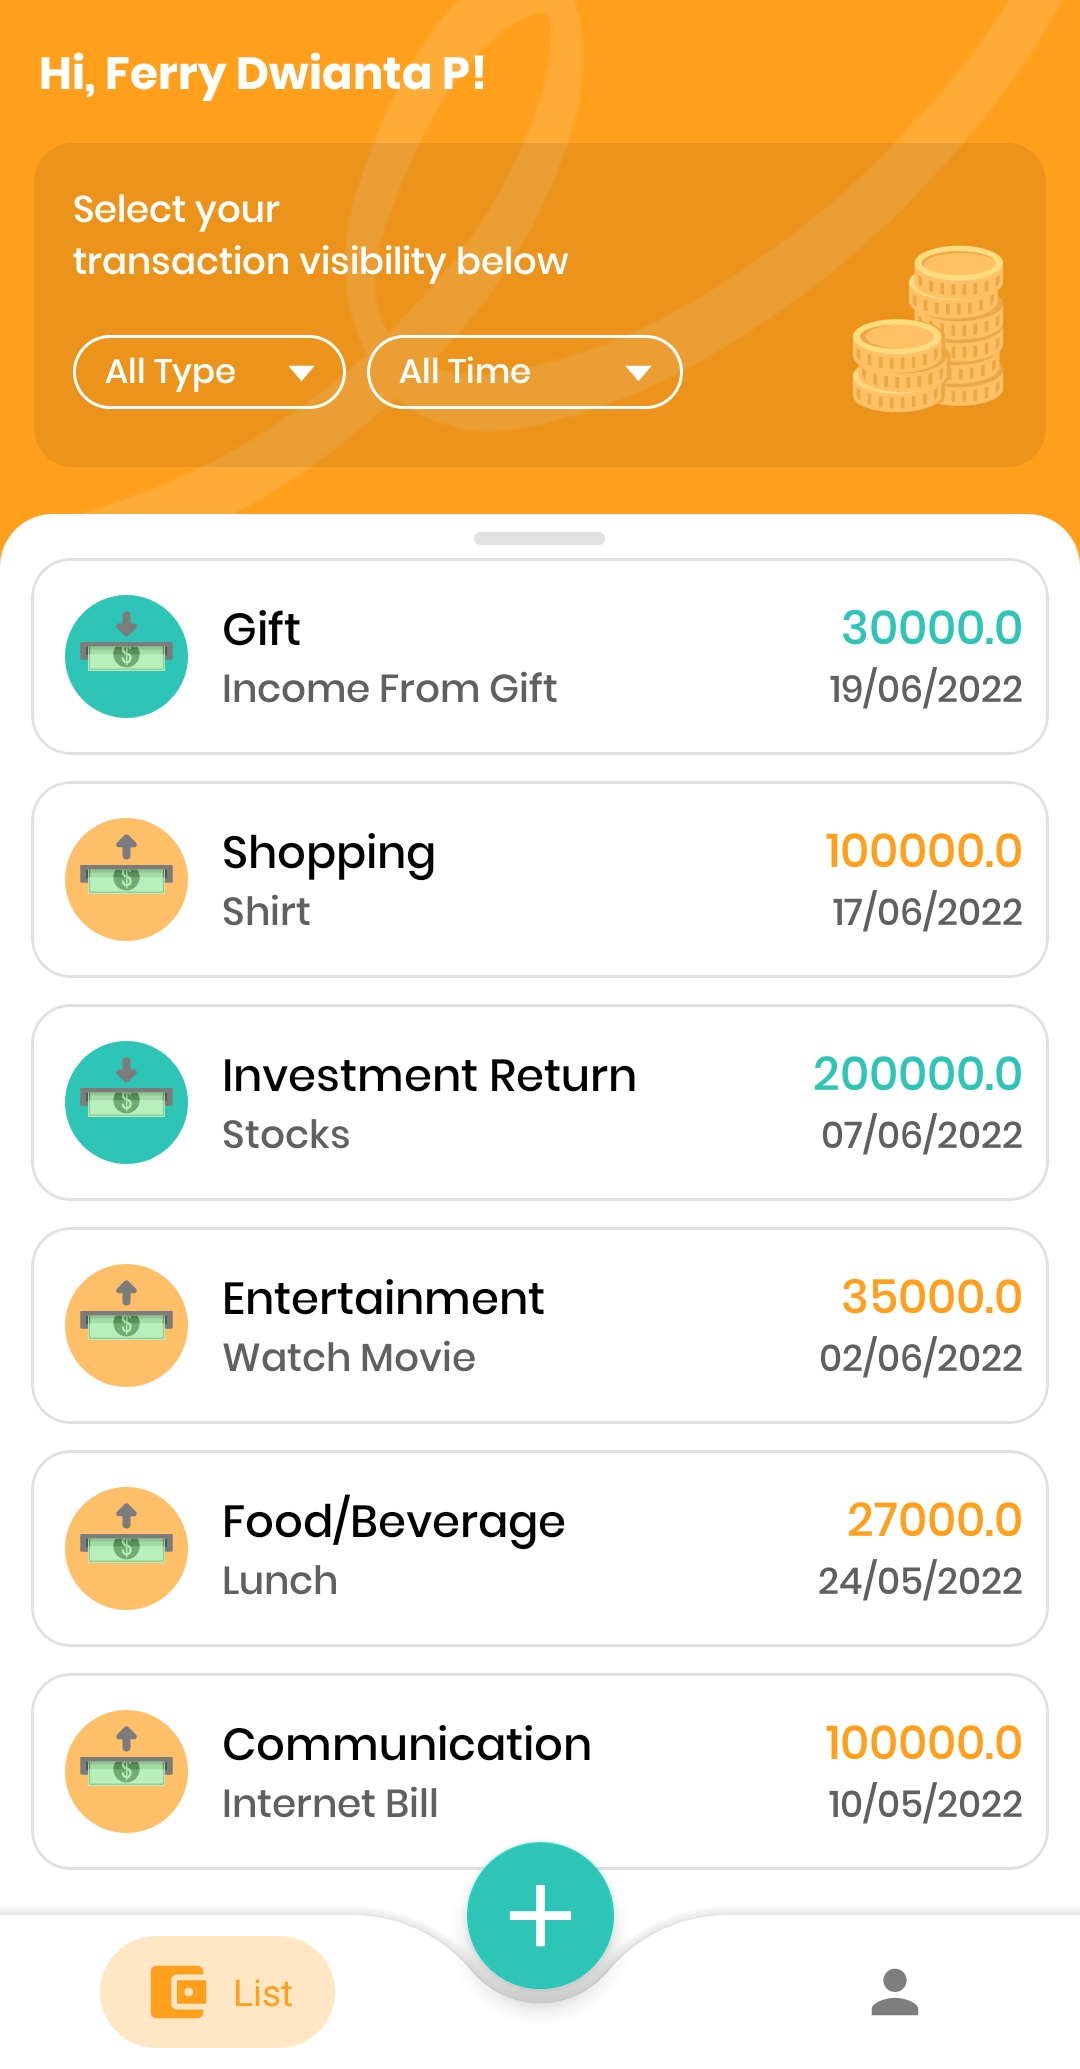 Hi, Ferry Dwianta P!
Select your
transaction visibility below
All Type
All Time
Gift
30000.0
Income From Gift
19/06/2022
Shopping
100000.0
Shirt
17/06/2022
Investment Return
200000.0
Stocks
07/06/2022
Entertainment
35000.0
Watch Movie
02/06/2022
Food/Beverage
27000.0
Lunch
24/05/2022
Communication
100000.0
Internet Bill
10/05/2022
List